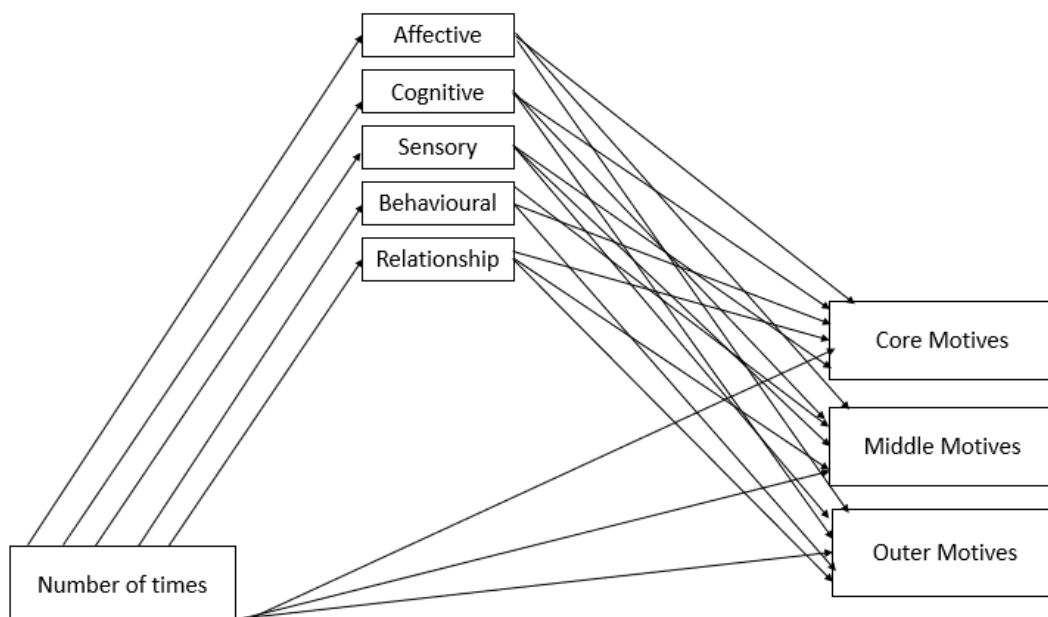 Affective
Cognitive
Sensory
Behavioural
Relationship
Core Motives
Middle Motives
Outer Motives
Number of times